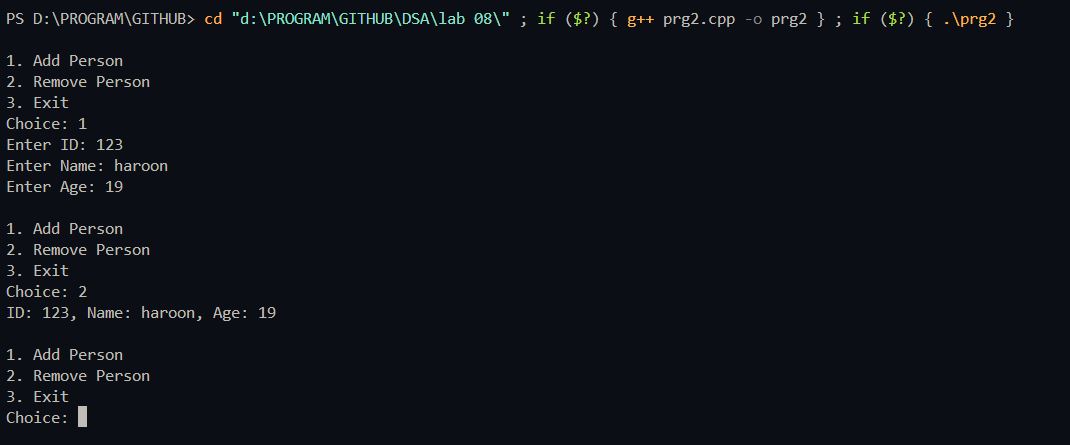 PS D:\PROGRAM\GITHUB> cd "d:\PROGRAM\GITHUB\DSA\lab 08\" ; if ($?) { g++ prg2.cpp -o prg2 } ; if ($?) { .\prg2 }
1. Add Person
2. Remove Person
3. Exit
Choice: 1
Enter ID: 123
Enter Name: haroon
Enter Age: 19
1. Add Person
2. Remove Person
3. Exit
Choice: 2
ID: 123, Name: haroon, Age: 19
1. Add Person
2. Remove Person
3. Exit
Choice: